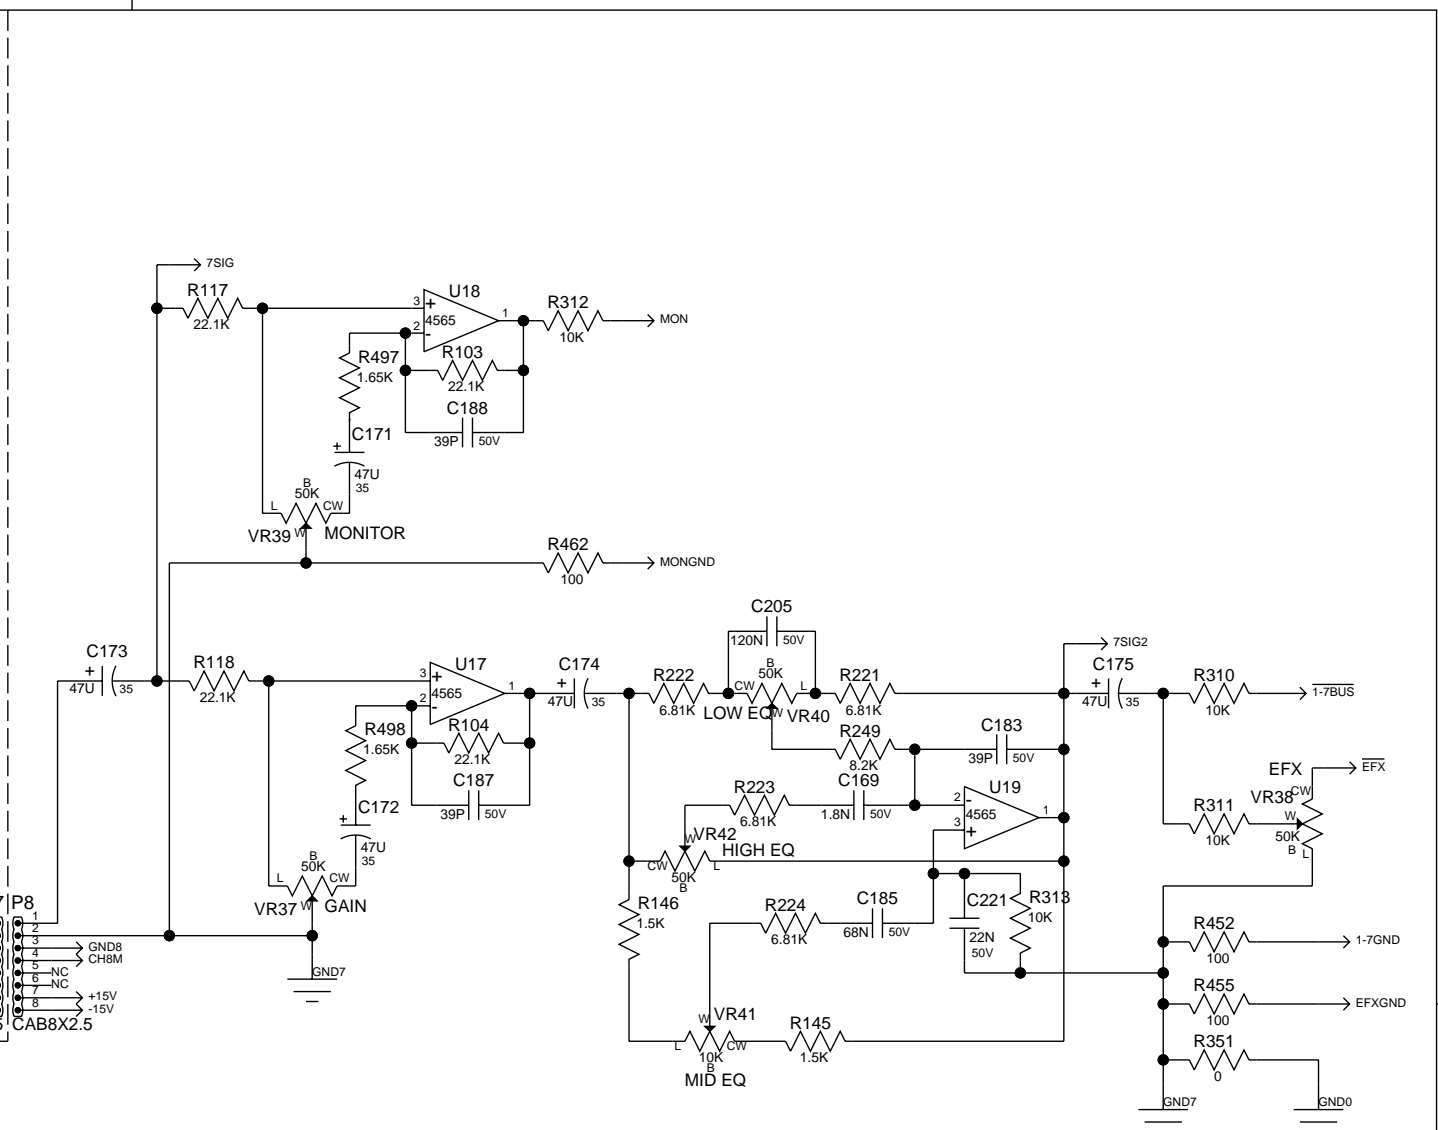 7SIG
R117
22.1K
U18
3
+
4565
2
-
1
R312
10K
MON
R497
1.65K
R103
22.1K
C188
39P
50V
C171
+
47U
35
B
50K
L
CW
W
VR39
MONITOR
R462
100
MONGND
C173
+
47U
35
R118
22.1K
U17
3
+
4565
2
-
1
C174
+
47U
35
R498
1.65K
R104
22.1K
C187
39P
50V
C172
+
47U
35
B
50K
L
CW
W
VR37
GAIN
GND7
C205
120N
50V
R222
6.81K
CW
B
50K
L
W
LOW EQ
VR40
R221
6.81K
7SIG2
C175
+
47U
35
R310
10K
1-7BUS
R249
8.2K
C183
39P
50V
R223
6.81K
C169
1.8N
50V
U19
2
-
4565
3
+
1
W
VR42
HIGH EQ
CW
50K
B
L
EFX
EFX
VR38
CW
W
50K
B
L
R311
10K
R146
1.5K
R224
6.81K
C185
68N
50V
C221
22N
50V
R313
10K
R452
100
1-7GND
R455
100
EFXGND
R351
0
GND7
GND0
W
VR41
L
10K
CW
B
MID EQ
R145
1.5K
P8
1
2
3
GND8
4
CH8M
5
NC
6
NC
7
+15V
8
-15V
CAB8X2.5